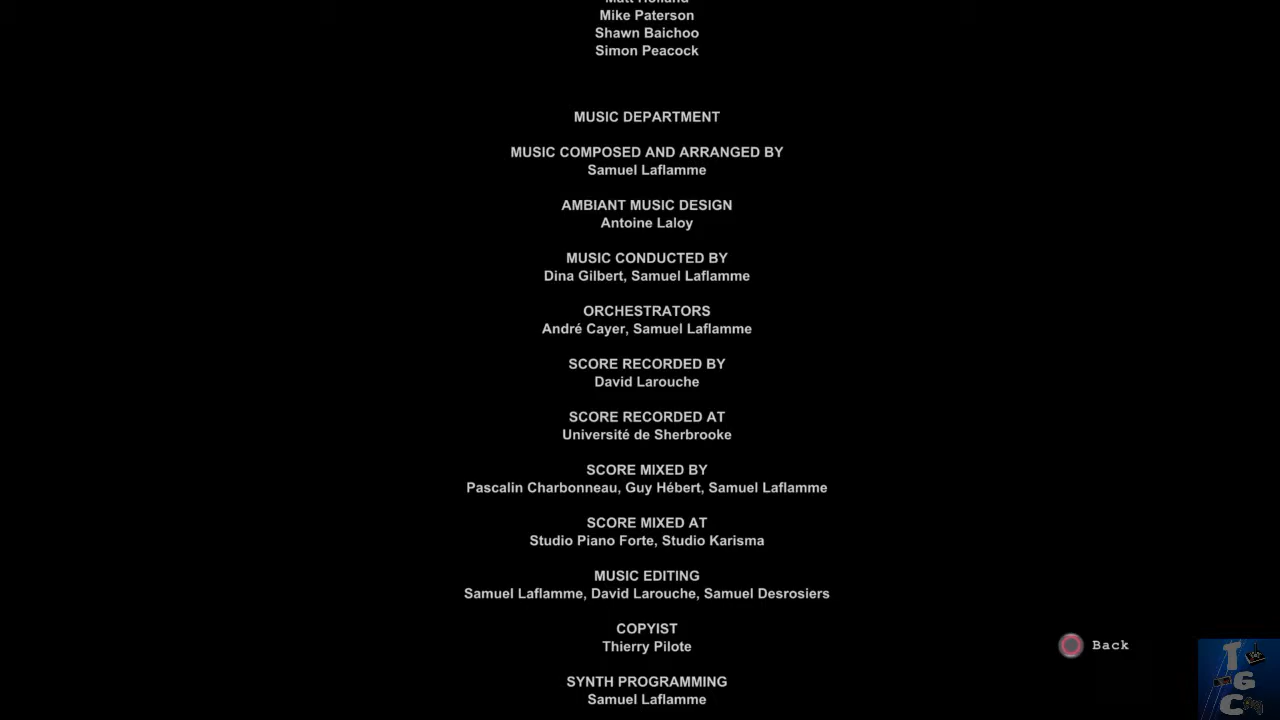 Matt Holland
Mike Paterson
Shawn Baichoo
Simon Peacock
MUSIC DEPARTMENT
MUSIC COMPOSED AND ARRANGED BY
Samuel Laflamme
AMBIANT MUSIC DESIGN
Antoine Laloy
MUSIC CONDUCTED BY
Dina Gilbert, Samuel Laflamme
ORCHESTRATORS
André Cayer, Samuel Laflamme
SCORE RECORDED BY
David Larouche
SCORE RECORDED AT
Université de Sherbrooke
SCORE MIXED BY
Pascalin Charbonneau, Guy Hébert, Samuel Laflamme
SCORE MIXED AT
Studio Piano Forte, Studio Karisma
MUSIC EDITING
Samuel Laflamme, David Larouche, Samuel Desrosiers
COPYIST
Thierry Pilote
Back
SYNTH PROGRAMMING
Samuel Laflamme
TGC